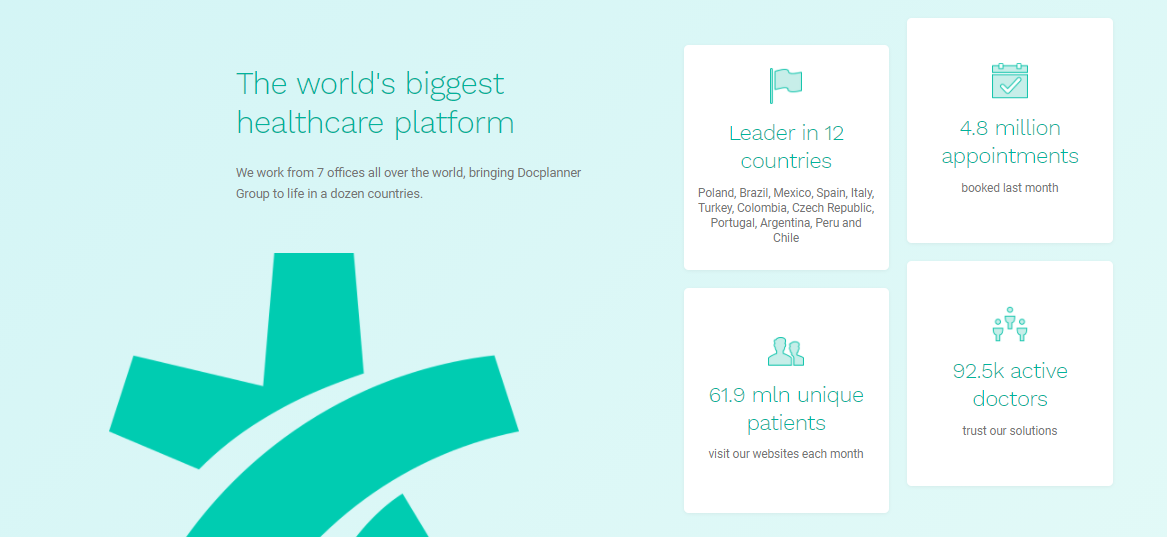 The world's biggest
healthcare platform
We work from 7 offices all over the world, bringing Docplanner
Group to life in a dozen countries.
Leader in 12
countries
Poland, Brazil, Mexico, Spain, Italy,
Turkey, Colombia, Czech Republic,
Portugal, Argentina, Peru and
Chile
4.8 million
appointments
booked last month
61.9 mln unique
patients
visit our websites each month
92.5k active
doctors
trust our solutions